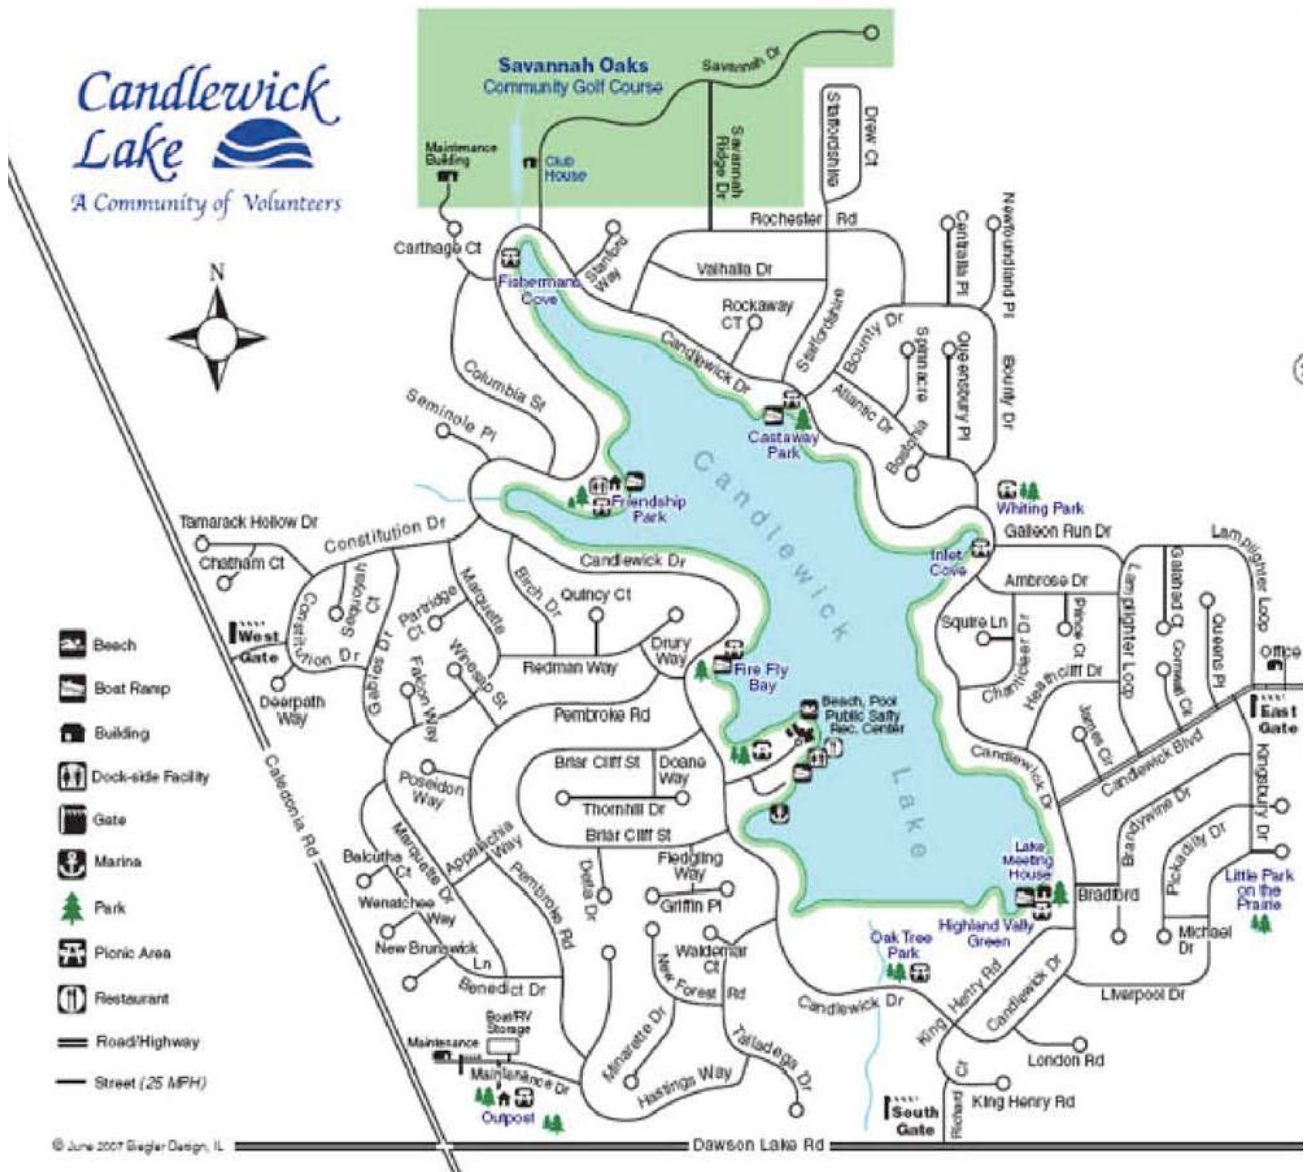 Candlewick
Lake
A Community of Volunteers
N
Savannah Oaks
Community Golf Course
Savannah Dr
Savannah
Ridge Dr
Maintenance
Building
Club
House
Staffordshire
Drew Ct
Rochester Rd
Carthage Ct
Stanford
Way
Fishermans
Cove
Valhalla Dr
Rockaway
CT
Staffordshire
Centralia Pl
Newfoundland Pl
Bounty Dr
Spinnacre
Queensbury Pl
Bounty Dr
Candlewick Dr
Atlantic Dr
Bostonia
Columbia St
Seminole Pl
Castaway
Park
Friendship
Park
Whiting Park
Galleon Run Dr
Lamplighter Loop
Inlet
Cove
Tamarack Hollow Dr
Chatham Ct
Constitution Dr
Candlewick Dr
Sequoyah
Ct
Constitution Dr
Partridge
Ct
Marquette
Birch Dr
Quincy Ct
Redman Way
Drury
Way
West
Gate
Deerpath
Way
Gables Dr
Falcon Way
Winesap St
Pembroke Rd
Fire Fly
Bay
Ambrose Dr
Squire Ln
Chanticleer Dr
Prince Ct
Heathcliff Dr
Lamplighter Loop
Galahad Ct
Cornwall Ct
Queens Pl
Office
East
Gate
Candlewick
Lake
Beach, Pool
Public Safty
Rec. Center
Candlewick Dr
James Cir
Candlewick Blvd
Brandywine Dr
Kingsbury Dr
Pickadilly Dr
Little Park
on the
Prairie
Beach
Boat Ramp
Building
Dock-side Facility
Gate
Marina
Park
Picnic Area
Restaurant
Road/Highway
Street (25 MPH)
Caledonia Rd
Poseidon
Way
Briar Cliff St
Doane
Way
Thornhill Dr
Briar Cliff St
Appalachia
Way
Marquette Dr
Balcutha
Ct
Wenatchee
Way
New Brunswick
Ln
Benedict Dr
Pembroke Rd
Delta Dr
Fledgling
Way
Griffin Pl
Waldemar
Ct
New Forest Rd
Minarette Dr
Hastings Way
Talladega Dr
Lake
Meeting
House
Highland Vally
Green
Oak Tree
Park
Bradford
Michael
Dr
Liverpool Dr
Candlewick Dr
King Henry Rd
Candlewick Dr
London Rd
King Henry Rd
Richard Cr
South
Gate
Boat/RV
Storage
Maintenance
Maintenance Dr
Outpost
Dawson Lake Rd
© June 2007 Biegler Design, IL